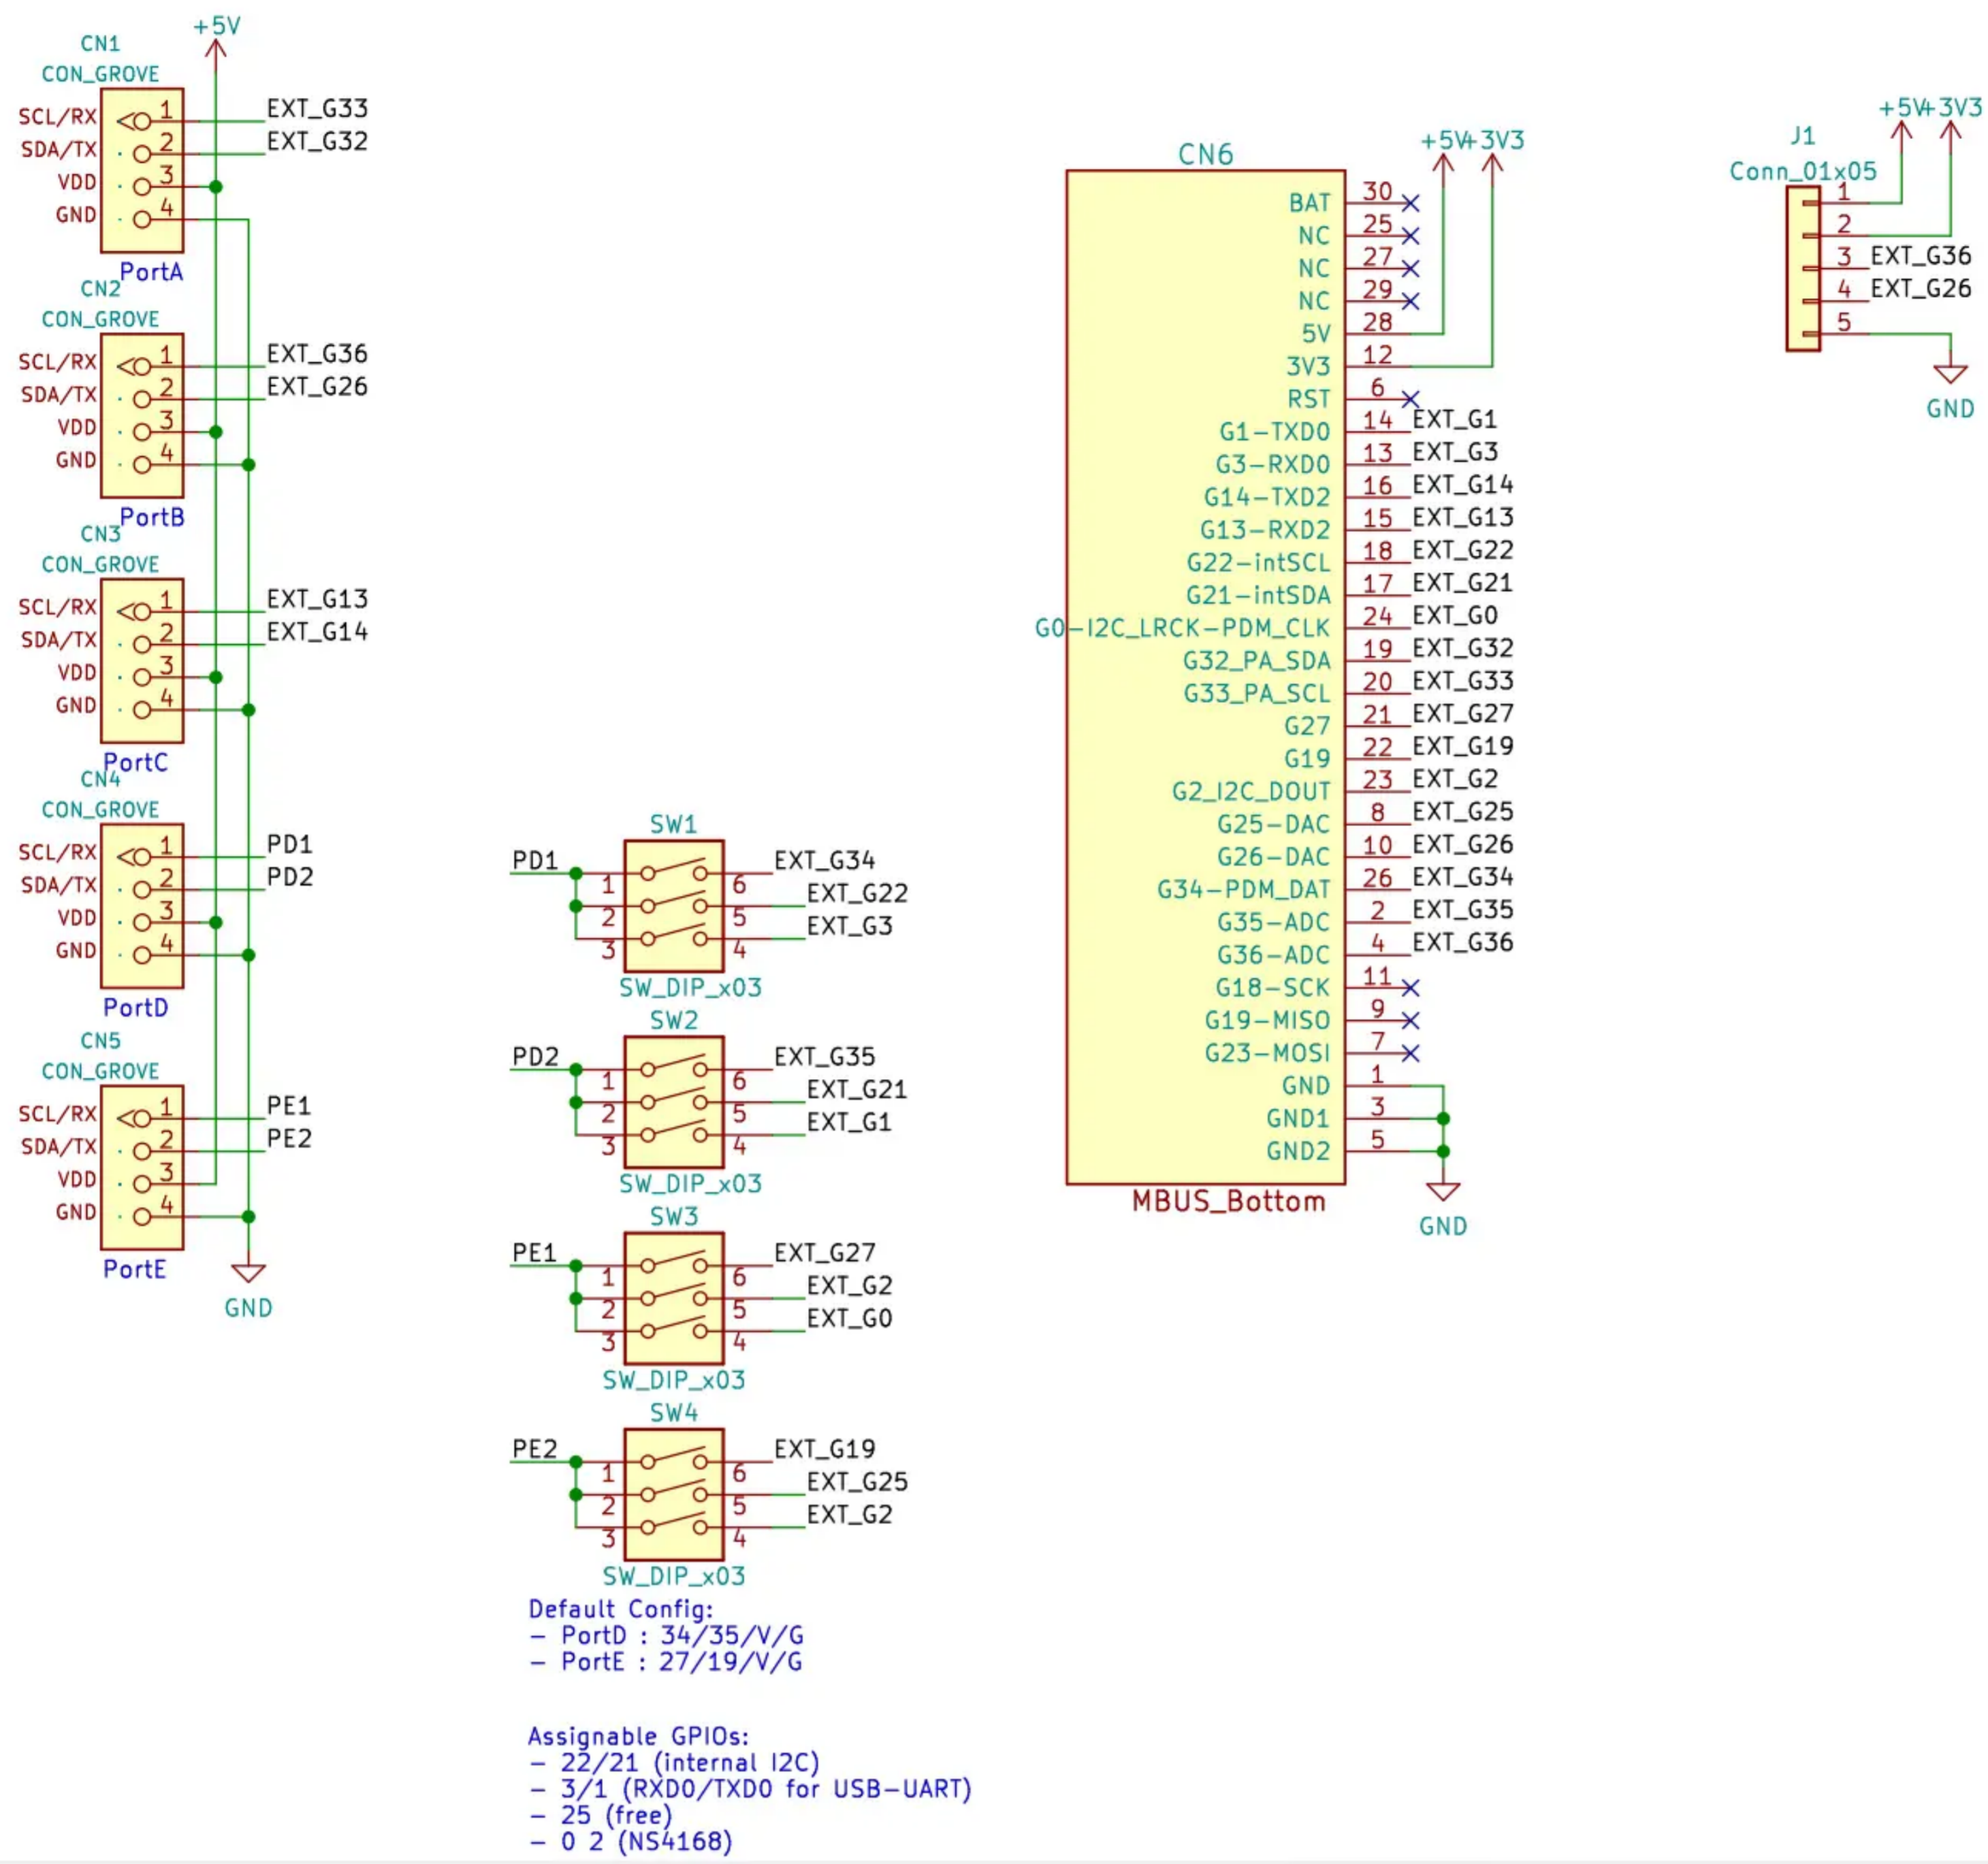 +5V
CN1
CON_GROVE
SCL/RX 1 EXT_G33
SDA/TX 2 EXT_G32
VDD 3
GND 4
PortA
CN2
CON_GROVE
SCL/RX 1 EXT_G36
SDA/TX 2 EXT_G26
VDD 3
GND 4
PortB
CN3
CON_GROVE
SCL/RX 1 EXT_G13
SDA/TX 2 EXT_G14
VDD 3
GND 4
PortC
CN4
CON_GROVE
SCL/RX 1 PD1
SDA/TX 2 PD2
VDD 3
GND 4
PortD
CN5
CON_GROVE
SCL/RX 1 PE1
SDA/TX 2 PE2
VDD 3
GND 4
PortE
GND
SW1
PD1 1 6 EXT_G34
2 5 EXT_G22
3 4 EXT_G3
SW_DIP_x03
SW2
PD2 1 6 EXT_G35
2 5 EXT_G21
3 4 EXT_G1
SW_DIP_x03
SW3
PE1 1 6 EXT_G27
2 5 EXT_G2
3 4 EXT_G0
SW_DIP_x03
SW4
PE2 1 6 EXT_G19
2 5 EXT_G25
3 4 EXT_G2
SW_DIP_x03
Default Config:
- PortD : 34/35/V/G
- PortE : 27/19/V/G
Assignable GPIOs:
- 22/21 (internal I2C)
- 3/1 (RXD0/TXD0 for USB-UART)
- 25 (free)
- 0 2 (NS4168)
CN6
+5V +3V3
BAT 30
NC 25
NC 27
NC 29
5V 28
3V3 12
RST 6
G1-TXD0 14 EXT_G1
G3-RXD0 13 EXT_G3
G14-TXD2 16 EXT_G14
G13-RXD2 15 EXT_G13
G22-intSCL 18 EXT_G22
G21-intSDA 17 EXT_G21
G0-I2C_LRCK-PDM_CLK 24 EXT_G0
G32_PA_SDA 19 EXT_G32
G33_PA_SCL 20 EXT_G33
G27 21 EXT_G27
G19 22 EXT_G19
G2_I2C_DOUT 23 EXT_G2
G25-DAC 8 EXT_G25
G26-DAC 10 EXT_G26
G34-PDM_DAT 26 EXT_G34
G35-ADC 2 EXT_G35
G36-ADC 4 EXT_G36
G18-SCK 11
G19-MISO 9
G23-MOSI 7
GND 1
GND1 3
GND2 5
MBUS_Bottom
GND
+5V +3V3
J1
Conn_01x05
1
2
3 EXT_G36
4 EXT_G26
5
GND